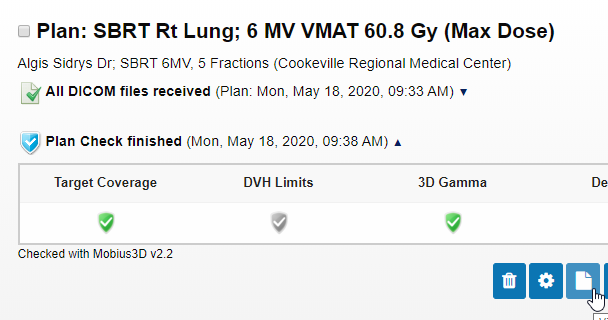 Plan: SBRT Rt Lung; 6 MV VMAT 60.8 Gy (Max Dose)
Algis Sidrys Dr; SBRT 6MV, 5 Fractions (Cookeville Regional Medical Center)
All DICOM files received (Plan: Mon, May 18, 2020, 09:33 AM) ▼
Plan Check finished (Mon, May 18, 2020, 09:38 AM) ▲
Target Coverage DVH Limits 3D Gamma De
Checked with Mobius3D v2.2